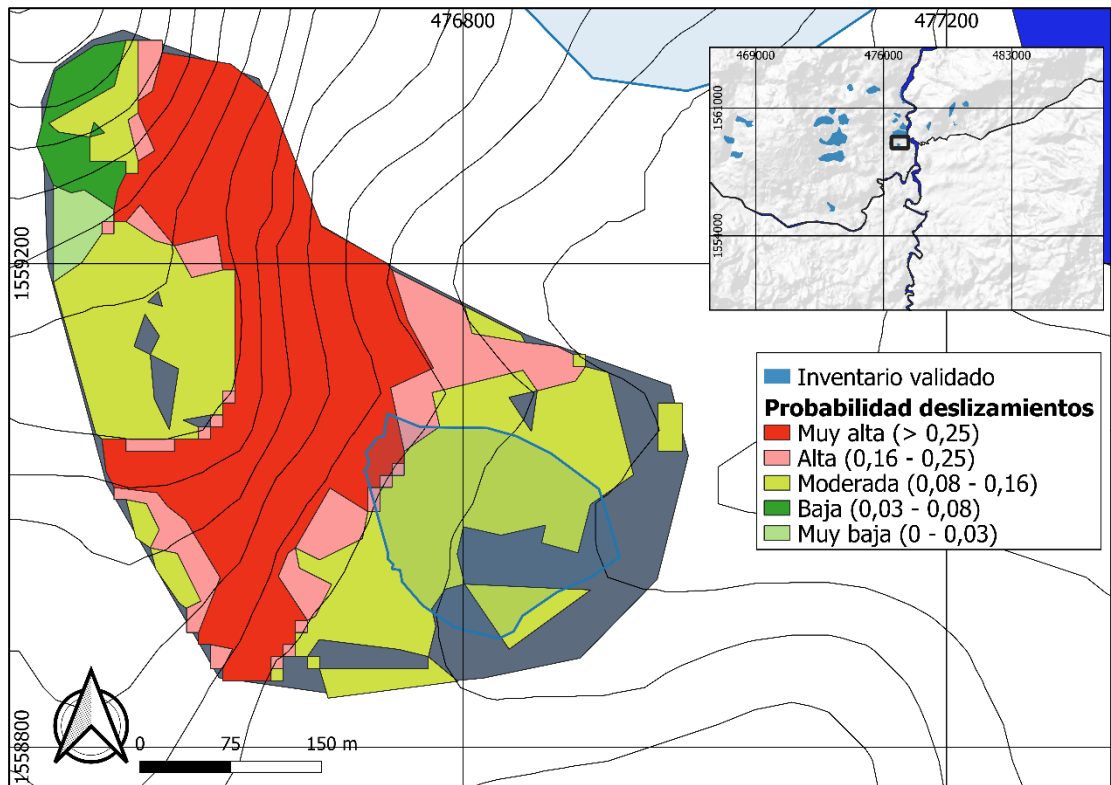 476800
477200
469000
476000
483000
1561000
1554000
1559200
1558800
Inventario validado
Probabilidad deslizamientos
Muy alta (> 0,25)
Alta (0,16 - 0,25)
Moderada (0,08 - 0,16)
Baja (0,03 - 0,08)
Muy baja (0 - 0,03)
0
75
150 m